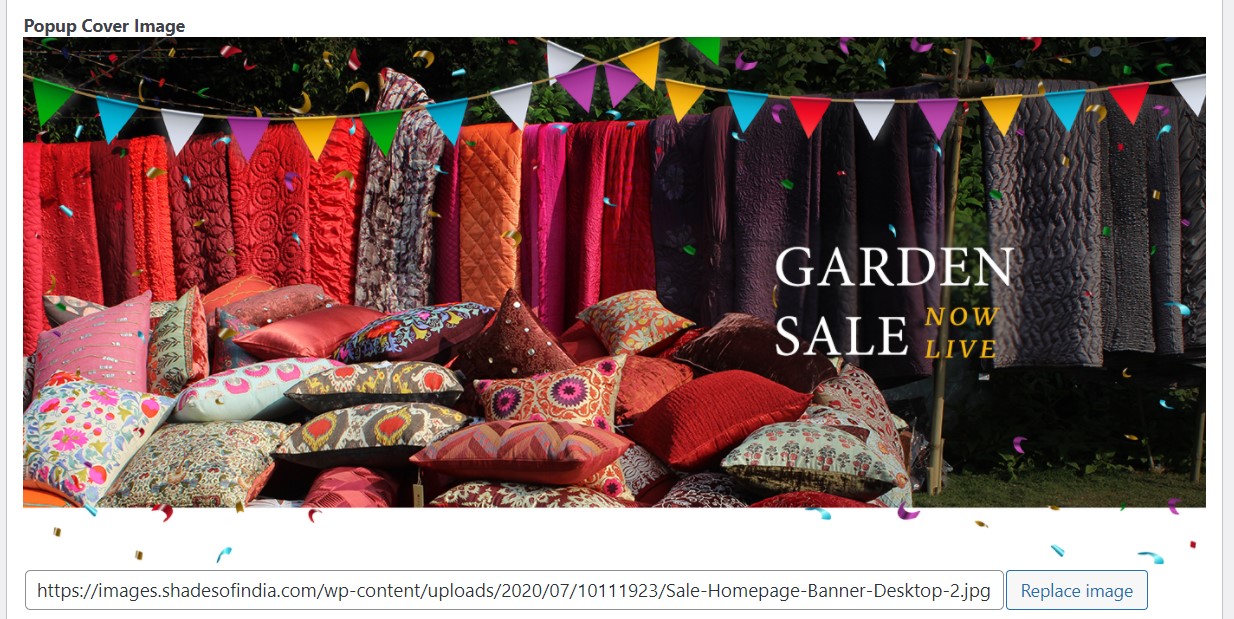 Popup Cover Image
GARDEN
SALE NOW LIVE
https://images.shadesofindia.com/wp-content/uploads/2020/07/10111923/Sale-Homepage-Banner-Desktop-2.jpg
Replace image